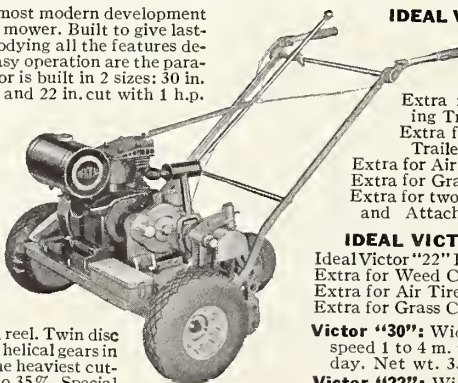 most modern development
mower. Built to give last-
odying all the features de-
asy operation are the para-
or is built in 2 sizes: 30 in.
and 22 in. cut with 1 h.p.
reel. Twin disc
helical gears in
he heaviest cut-
to 35%. Special
IDEAL V
Extra
ing Tr
Extra f
Traile
Extra for Air
Extra for Gra
Extra for two
and Attach
IDEAL VICT
Ideal Victor "22"
Extra for Weed C
Extra for Air Tire
Extra for Grass C
Victor "30": Wid
speed 1 to 4 m.
day. Net wt. 3
Victor "22": Wi